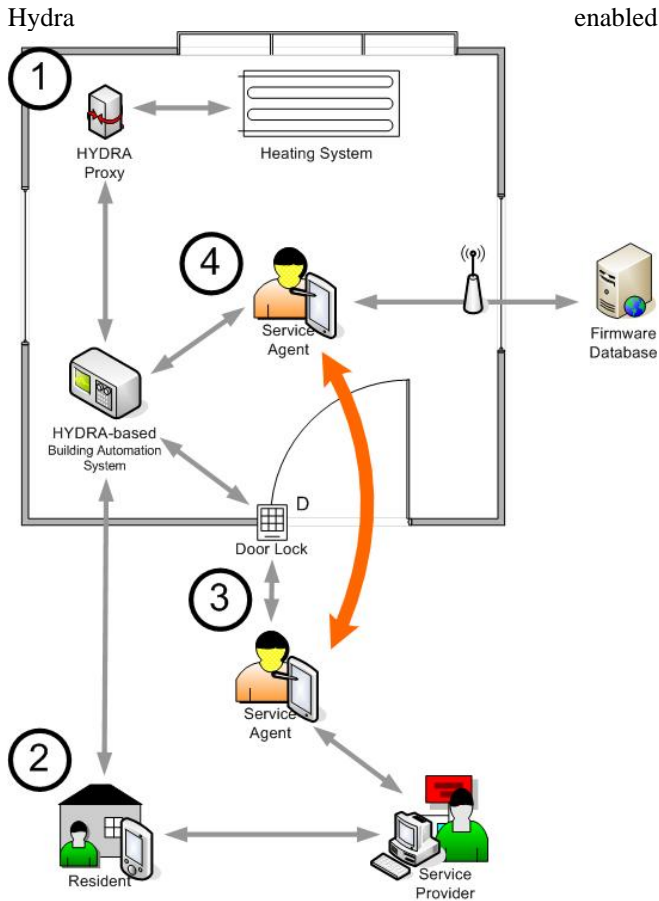 Hydra enabled
1
HYDRA
Proxy
Heating System
4
Service
Agent
Firmware
Database
HYDRA-based
Building Automation
System
D
Door Lock
3
Service
Agent
2
Resident
Service
Provider